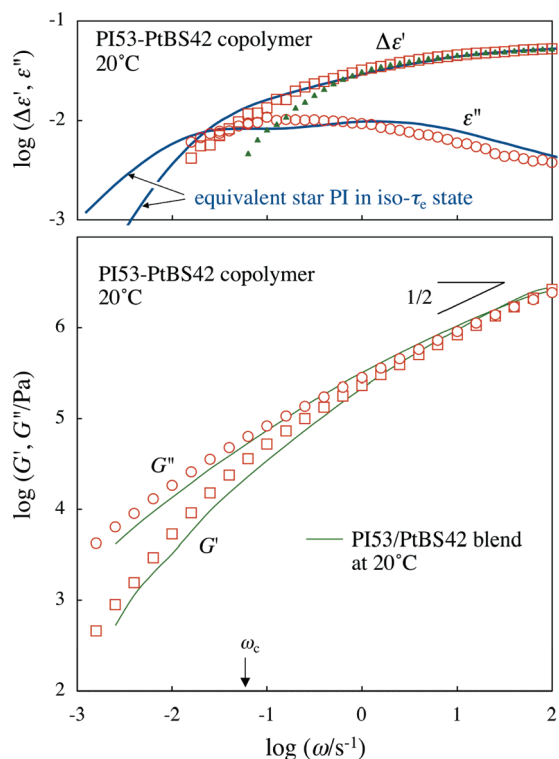 PI53-PtBS42 copolymer
20°C
Δε'
ε"
equivalent star PI in iso-τe state
log (Δε', ε")
-1
-2
-3
PI53-PtBS42 copolymer
20°C
1/2
G"
G'
PI53/PtBS42 blend
at 20°C
ωc
log (G', G"/Pa)
6
5
4
3
2
-3 -2 -1 0 1 2
log (ω/s-1)